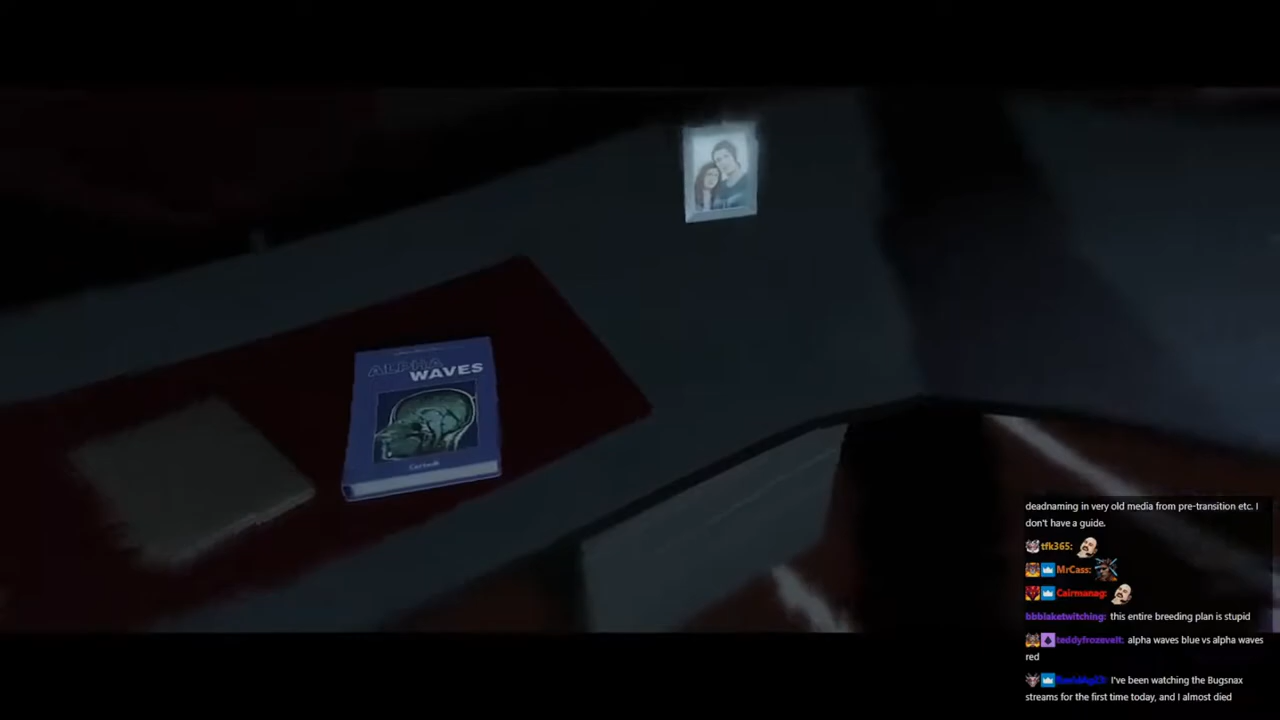 ALPHA
WAVES
deadnaming in very old media from pre-transition etc. I
don't have a guide.
tfk365:
MrCass:
Cairmanag:
bbblaketwitching: this entire breeding plan is stupid
teddyfrozevelt: alpha waves blue vs alpha waves
red
I've been watching the Bugsnax
streams for the first time today, and I almost died